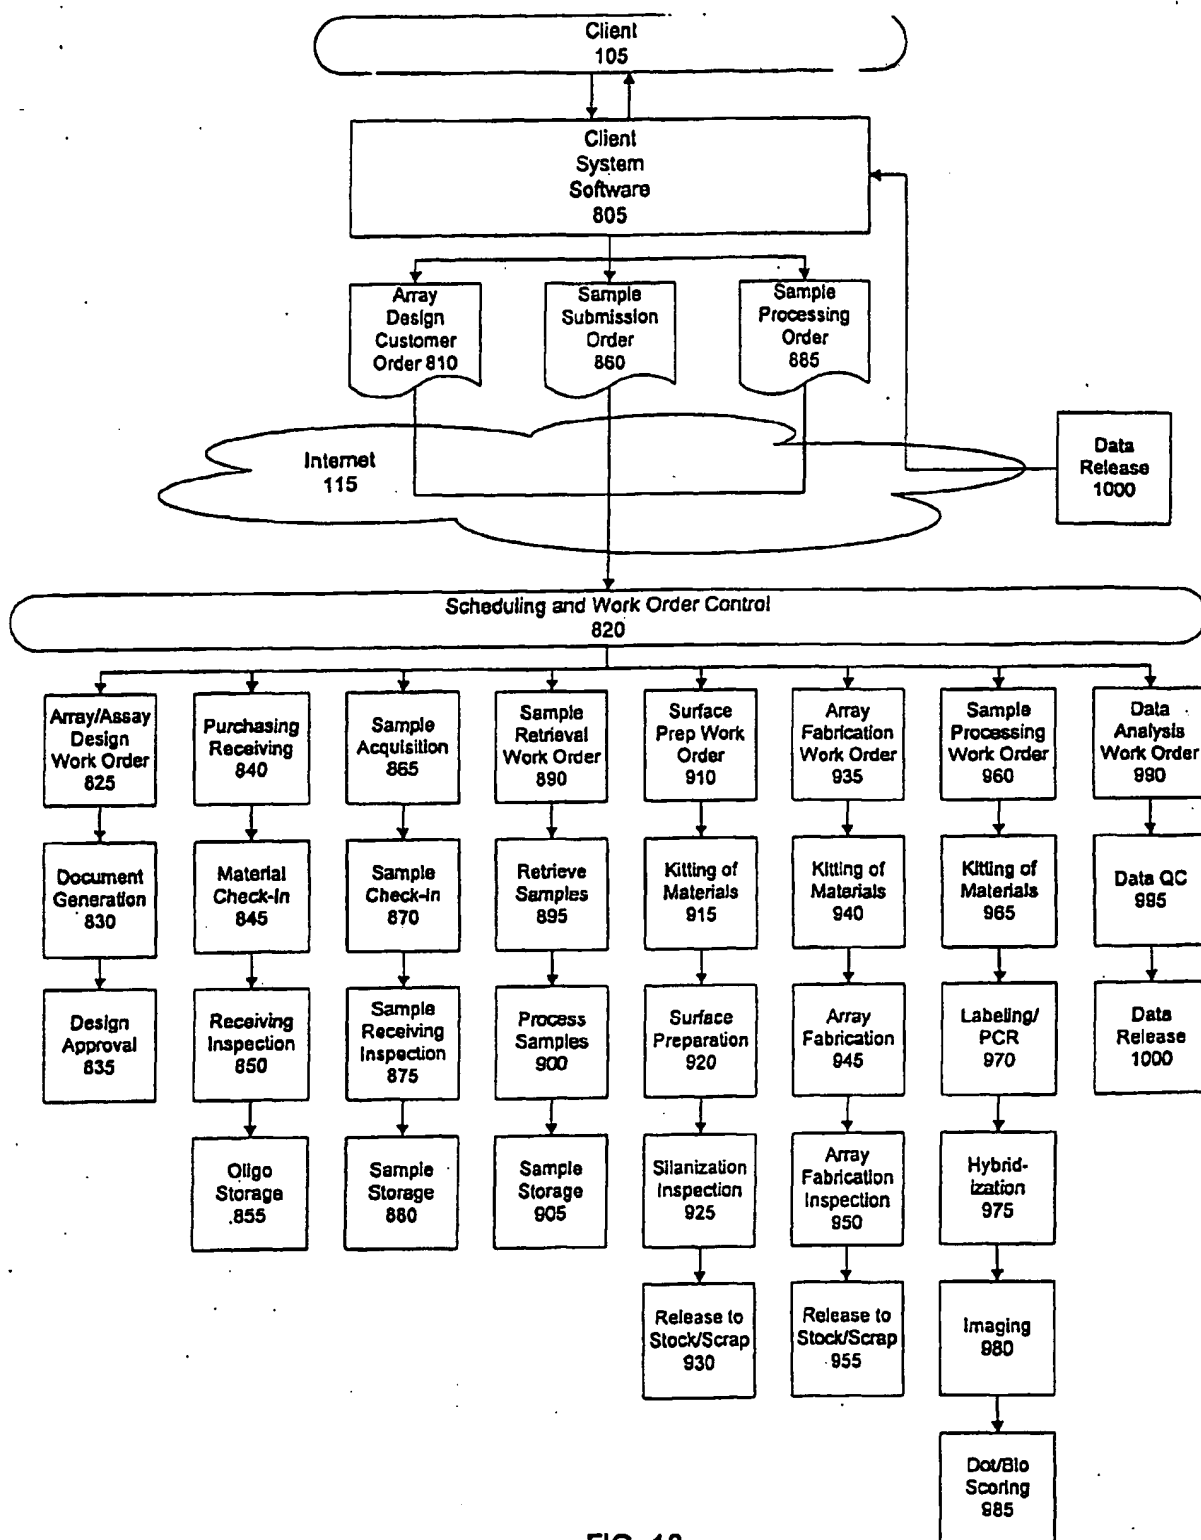 Client
105
Client
System
Software
805
Array
Design
Customer
Order 810
Sample
Submission
Order
860
Sample
Processing
Order
885
Internet
115
Data
Release
1000
Scheduling and Work Order Control
820
Array/Assay
Design
Work Order
825
Document
Generation
830
Design
Approval
835
Purchasing
Receiving
840
Material
Check-In
845
Receiving
Inspection
850
Oligo
Storage
855
Sample
Acquisition
865
Sample
Check-in
870
Sample
Receiving
Inspection
875
Sample
Storage
880
Sample
Retrieval
Work Order
890
Retrieve
Samples
895
Process
Samples
900
Sample
Storage
905
Surface
Prep Work
Order
910
Kitting of
Materials
915
Surface
Preparation
920
Silanization
Inspection
925
Release to
Stock/Scrap
930
Array
Fabrication
Work Order
935
Kitting of
Materials
940
Array
Fabrication
945
Array
Fabrication
Inspection
950
Release to
Stock/Scrap
955
Sample
Processing
Work Order
960
Kitting of
Materials
965
Labeling/
PCR
970
Hybrid-
ization
975
Imaging
980
Dot/Bio
Scoring
985
Data
Analysis
Work Order
990
Data QC
995
Data
Release
1000